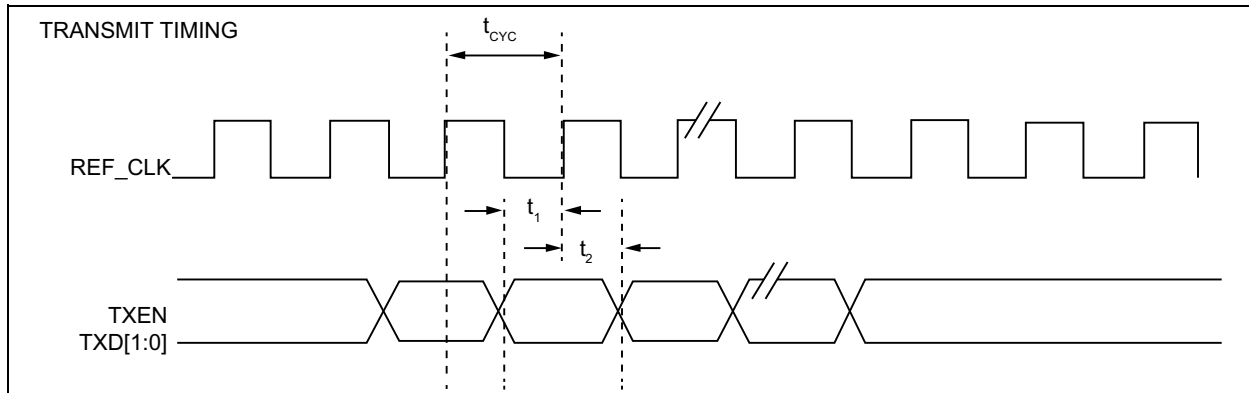 TRANSMIT TIMING
tCYC
REF_CLK
t1
t2
TXEN
TXD[1:0]